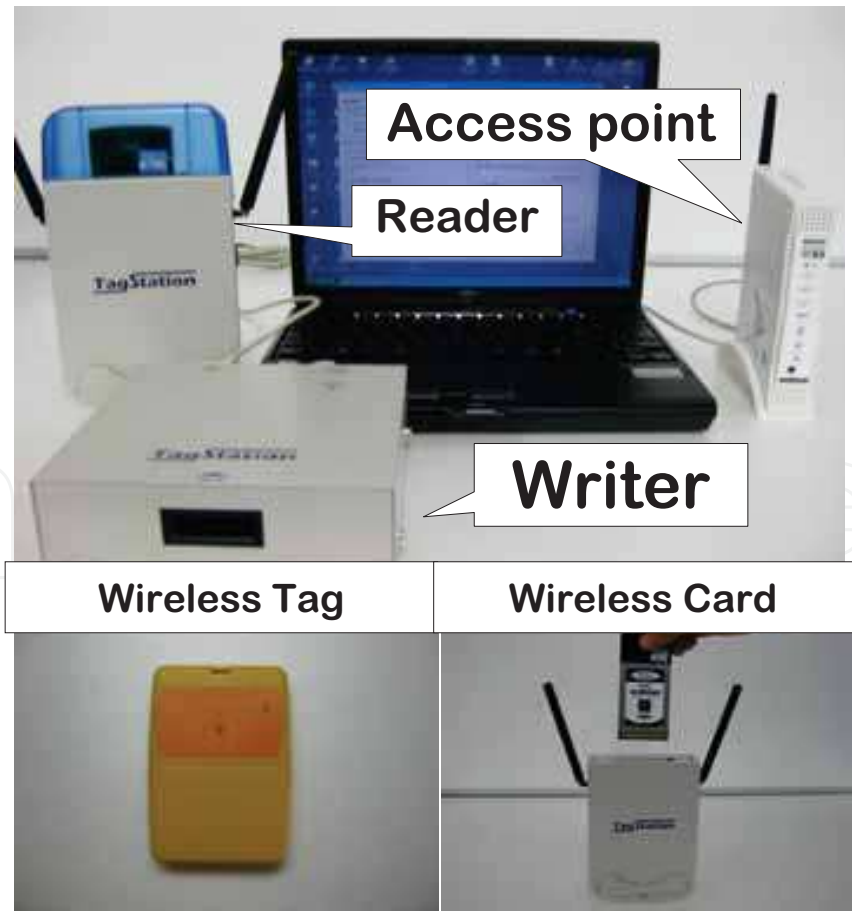 Access point
Reader
TagStation
TagStation
Writer
Wireless Tag
Wireless Card
TagStation